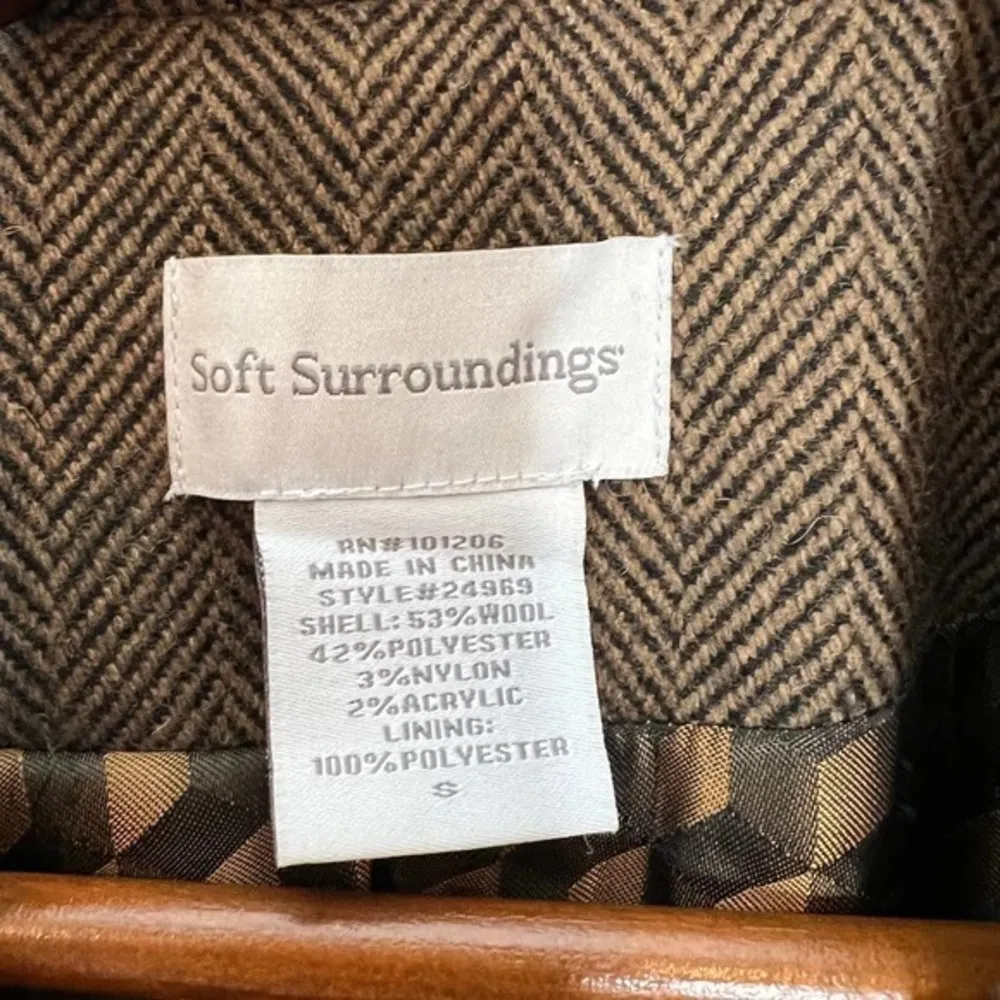 Soft Surroundings
RN#101206
MADE IN CHINA
STYLE#24969
SHELL: 53%WOOL
42%POLYESTER
3%NYLON
2%ACRYLIC
LINING:
100%POLYESTER
S